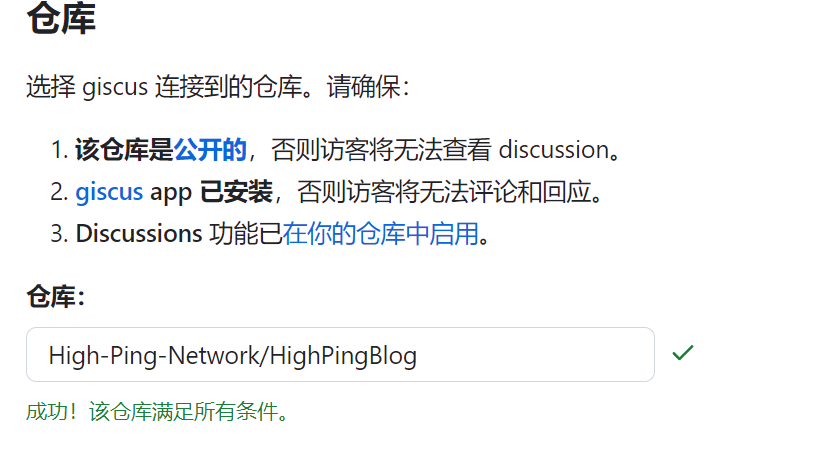 仓库
选择 giscus 连接到的仓库。请确保：
1. 该仓库是公开的，否则访客将无法查看 discussion。
2. giscus app 已安装，否则访客将无法评论和回应。
3. Discussions 功能已在你的仓库中启用。
仓库：
High-Ping-Network/HighPingBlog
成功！该仓库满足所有条件。